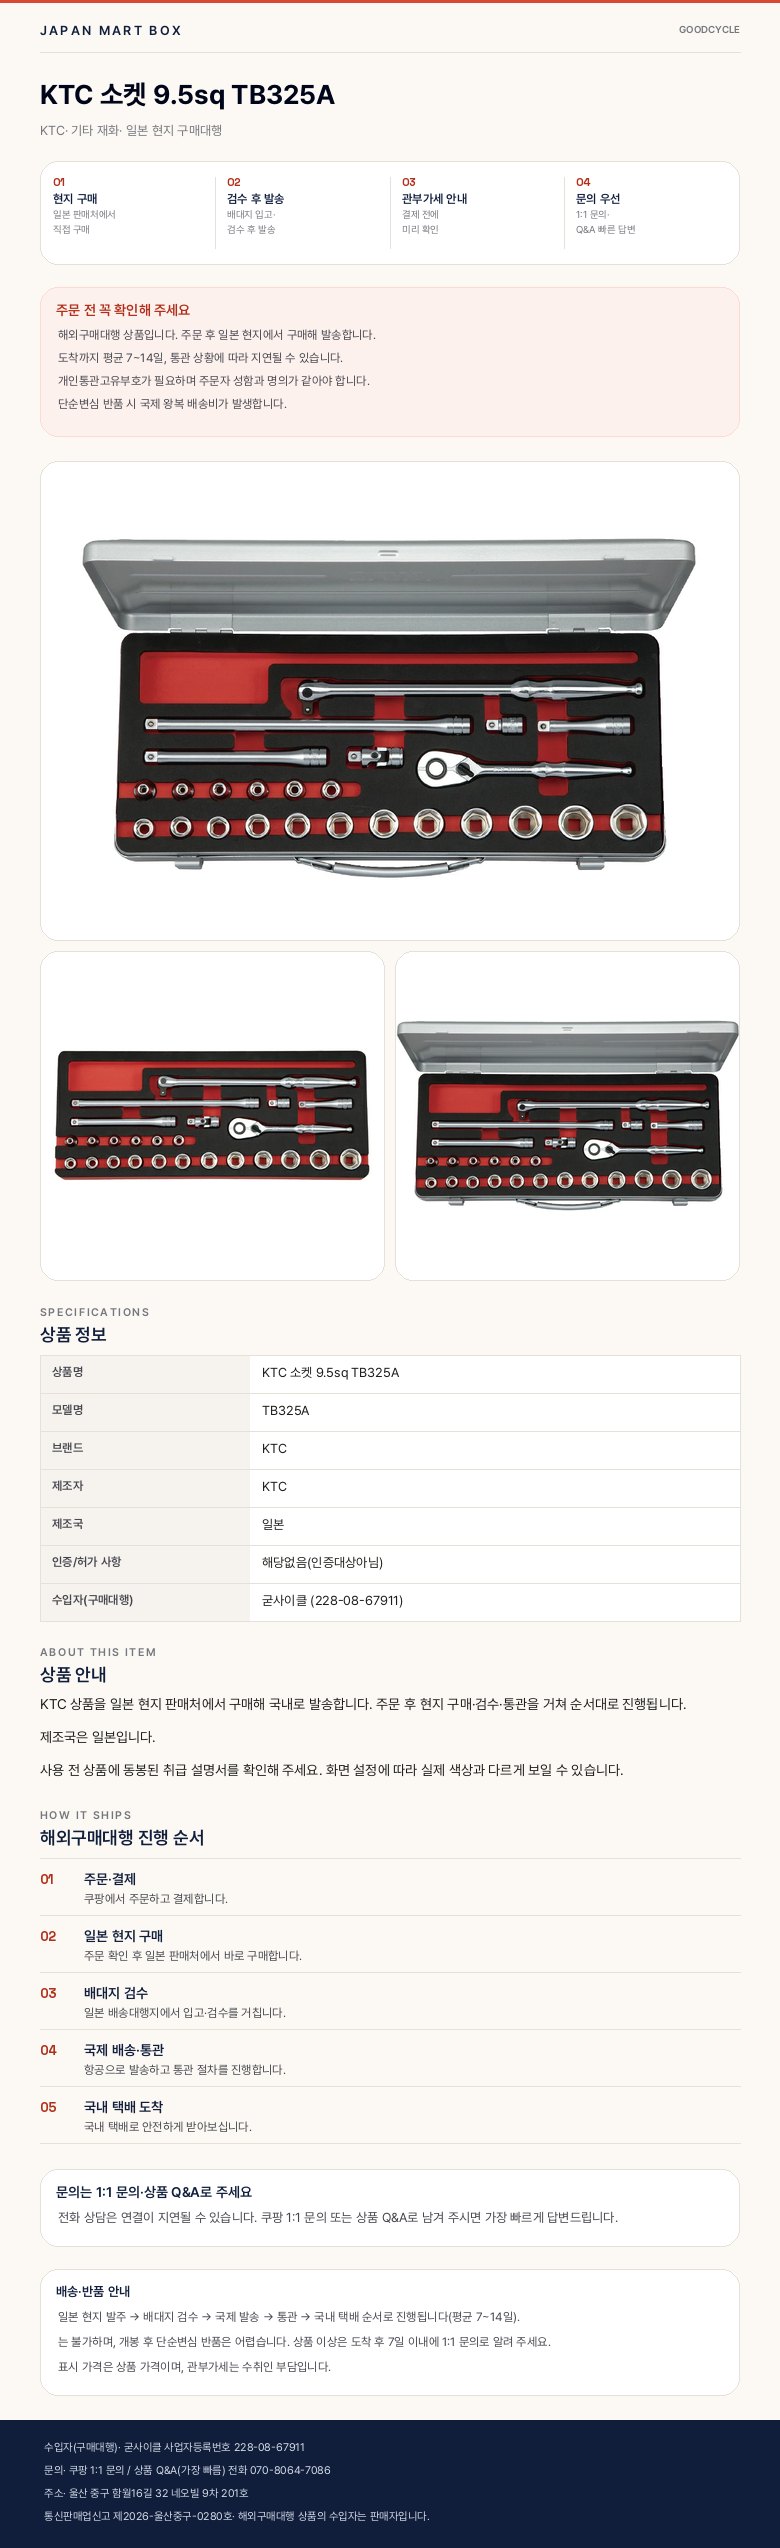 JAPAN MART BOX
GOODCYCLE
KTC 소켓 9.5sq TB325A
KTC· 기타 재화· 일본 현지 구매대행
01
현지 구매
일본 판매처에서
직접 구매
02
검수 후 발송
배대지 입고·
검수 후 발송
03
관부가세 안내
결제 전에
미리 확인
04
문의 우선
1:1 문의·
Q&A 빠른 답변
주문 전 꼭 확인해 주세요
해외구매대행 상품입니다. 주문 후 일본 현지에서 구매해 발송합니다.
도착까지 평균 7~14일, 통관 상황에 따라 지연될 수 있습니다.
개인통관고유부호가 필요하며 주문자 성함과 명의가 같아야 합니다.
단순변심 반품 시 국제 왕복 배송비가 발생합니다.
SPECIFICATIONS
상품 정보
상품명 KTC 소켓 9.5sq TB325A
모델명 TB325A
브랜드 KTC
제조자 KTC
제조국 일본
인증/허가 사항 해당없음(인증대상아님)
수입자(구매대행) 굳사이클 (228-08-67911)
ABOUT THIS ITEM
상품 안내
KTC 상품을 일본 현지 판매처에서 구매해 국내로 발송합니다. 주문 후 현지 구매·검수·통관을 거쳐 순서대로 진행됩니다.
제조국은 일본입니다.
사용 전 상품에 동봉된 취급 설명서를 확인해 주세요. 화면 설정에 따라 실제 색상과 다르게 보일 수 있습니다.
HOW IT SHIPS
해외구매대행 진행 순서
01 주문·결제
쿠팡에서 주문하고 결제합니다.
02 일본 현지 구매
주문 확인 후 일본 판매처에서 바로 구매합니다.
03 배대지 검수
일본 배송대행지에서 입고·검수를 거칩니다.
04 국제 배송·통관
항공으로 발송하고 통관 절차를 진행합니다.
05 국내 택배 도착
국내 택배로 안전하게 받아보십니다.
문의는 1:1 문의·상품 Q&A로 주세요
전화 상담은 연결이 지연될 수 있습니다. 쿠팡 1:1 문의 또는 상품 Q&A로 남겨 주시면 가장 빠르게 답변드립니다.
배송·반품 안내
일본 현지 발주 → 배대지 검수 → 국제 발송 → 통관 → 국내 택배 순서로 진행됩니다(평균 7~14일).
는 불가하며, 개봉 후 단순변심 반품은 어렵습니다. 상품 이상은 도착 후 7일 이내에 1:1 문의로 알려 주세요.
표시 가격은 상품 가격이며, 관부가세는 수취인 부담입니다.
수입자(구매대행)· 굳사이클 사업자등록번호 228-08-67911
문의· 쿠팡 1:1 문의 / 상품 Q&A(가장 빠름) 전화 070-8064-7086
주소· 울산 중구 함월16길 32 네오빌 9차 201호
통신판매업신고 제2026-울산중구-0280호· 해외구매대행 상품의 수입자는 판매자입니다.